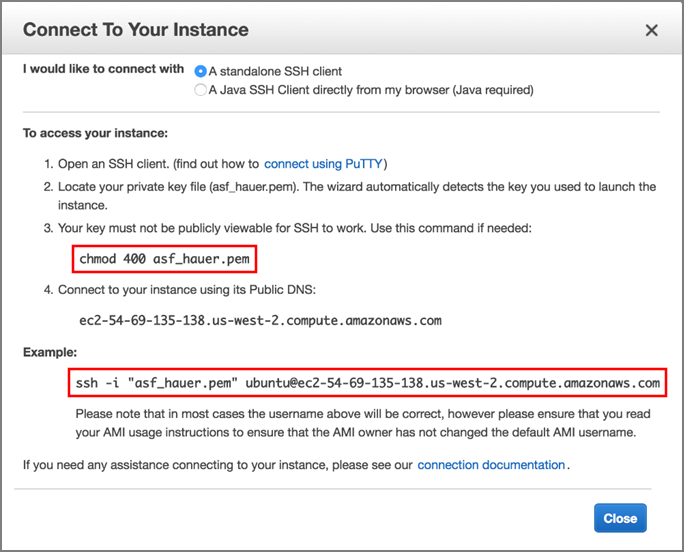 Connect To Your Instance
I would like to connect with
A standalone SSH client
A Java SSH Client directly from my browser (Java required)
To access your instance:
1. Open an SSH client. (find out how to connect using PuTTY)
2. Locate your private key file (asf_hauer.pem). The wizard automatically detects the key you used to launch the
instance.
3. Your key must not be publicly viewable for SSH to work. Use this command if needed:
chmod 400 asf_hauer.pem
4. Connect to your instance using its Public DNS:
ec2-54-69-135-138.us-west-2.compute.amazonaws.com
Example:
ssh -i "asf_hauer.pem" ubuntu@ec2-54-69-135-138.us-west-2.compute.amazonaws.com
Please note that in most cases the username above will be correct, however please ensure that you read
your AMI usage instructions to ensure that the AMI owner has not changed the default AMI username.
If you need any assistance connecting to your instance, please see our connection documentation.
Close